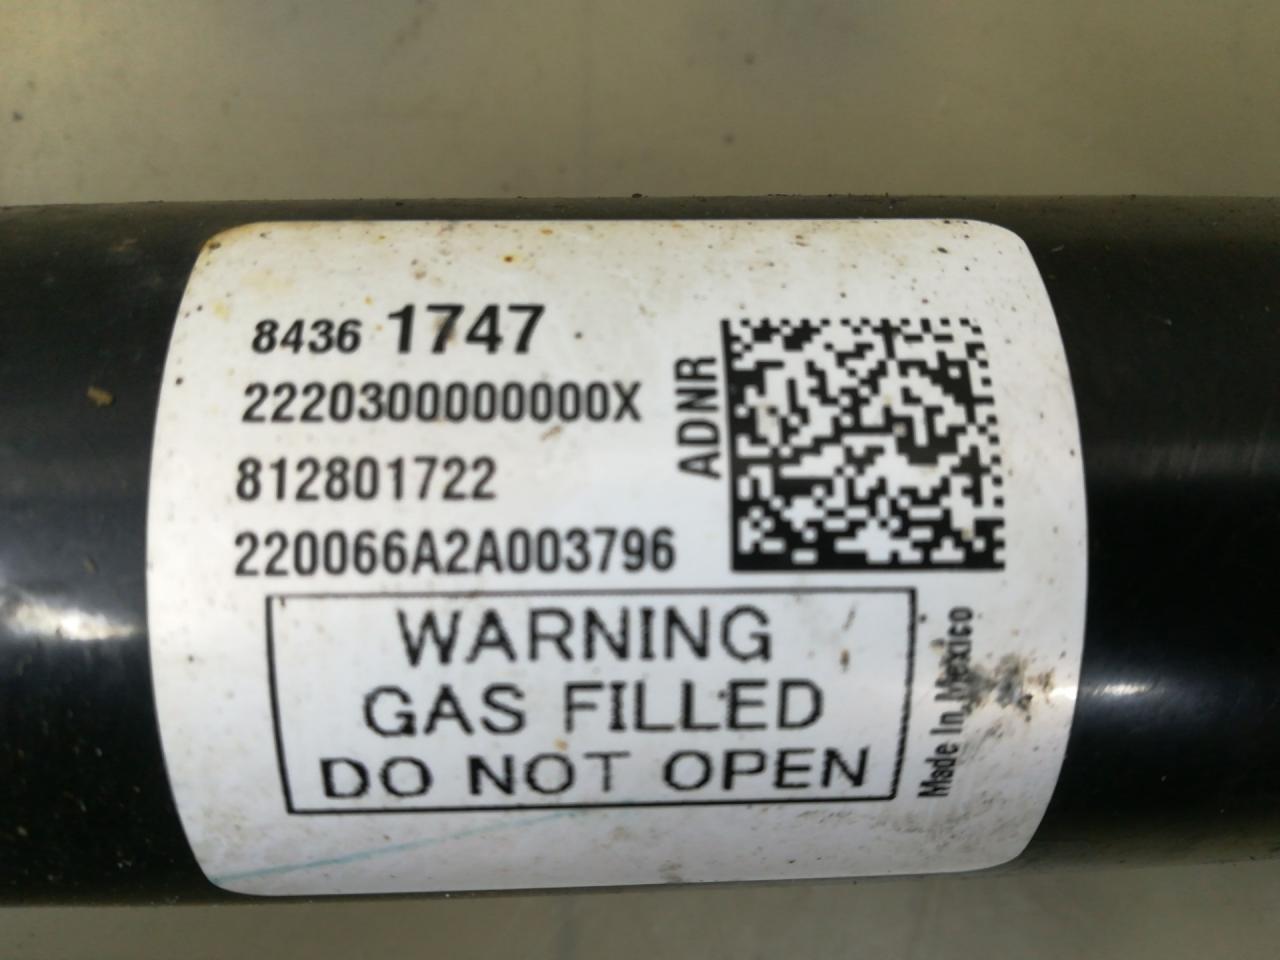 8436 1747
2220300000000X
812801722
220066A2A003796
ADNR
WARNING
GAS FILLED
DO NOT OPEN
Made In Mexico